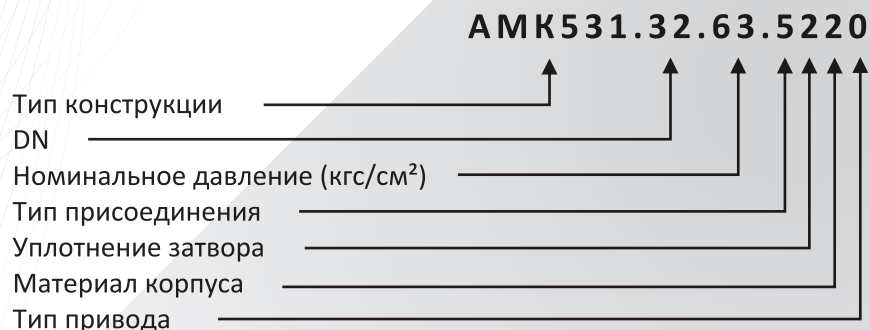 АМК531.32.63.5220
Тип конструкции
DN
Номинальное давление (кгс/см²)
Тип присоединения
Уплотнение затвора
Материал корпуса
Тип привода